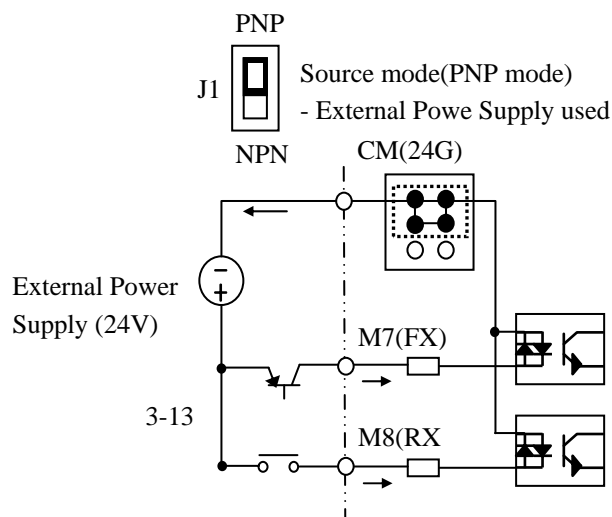 PNP
J1
Source mode(PNP mode)
- External Powe Supply used
NPN
CM(24G)
External Power
Supply (24V)
M7(FX)
3-13
M8(RX